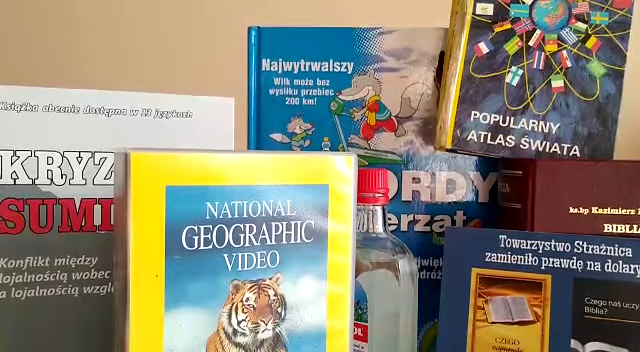 Książka obecnie dostępna w 13 językach
KRYZ
SUMI
Konflikt między
lojalnością wobec
a lojalnością wzglę
NATIONAL
GEOGRAPHIC
VIDEO
Najwytrwalszy
Wilk może bez
wysiłku przebiec
200 km!
ORDY
ierząt
POPULARNY
ATLAS ŚWIATA
ks.bp Kazimierz
BIBLIA
Towarzystwo Strażnica
zamieniło prawdę na dolary
CZEGO
Czego nas uczy
Biblia?